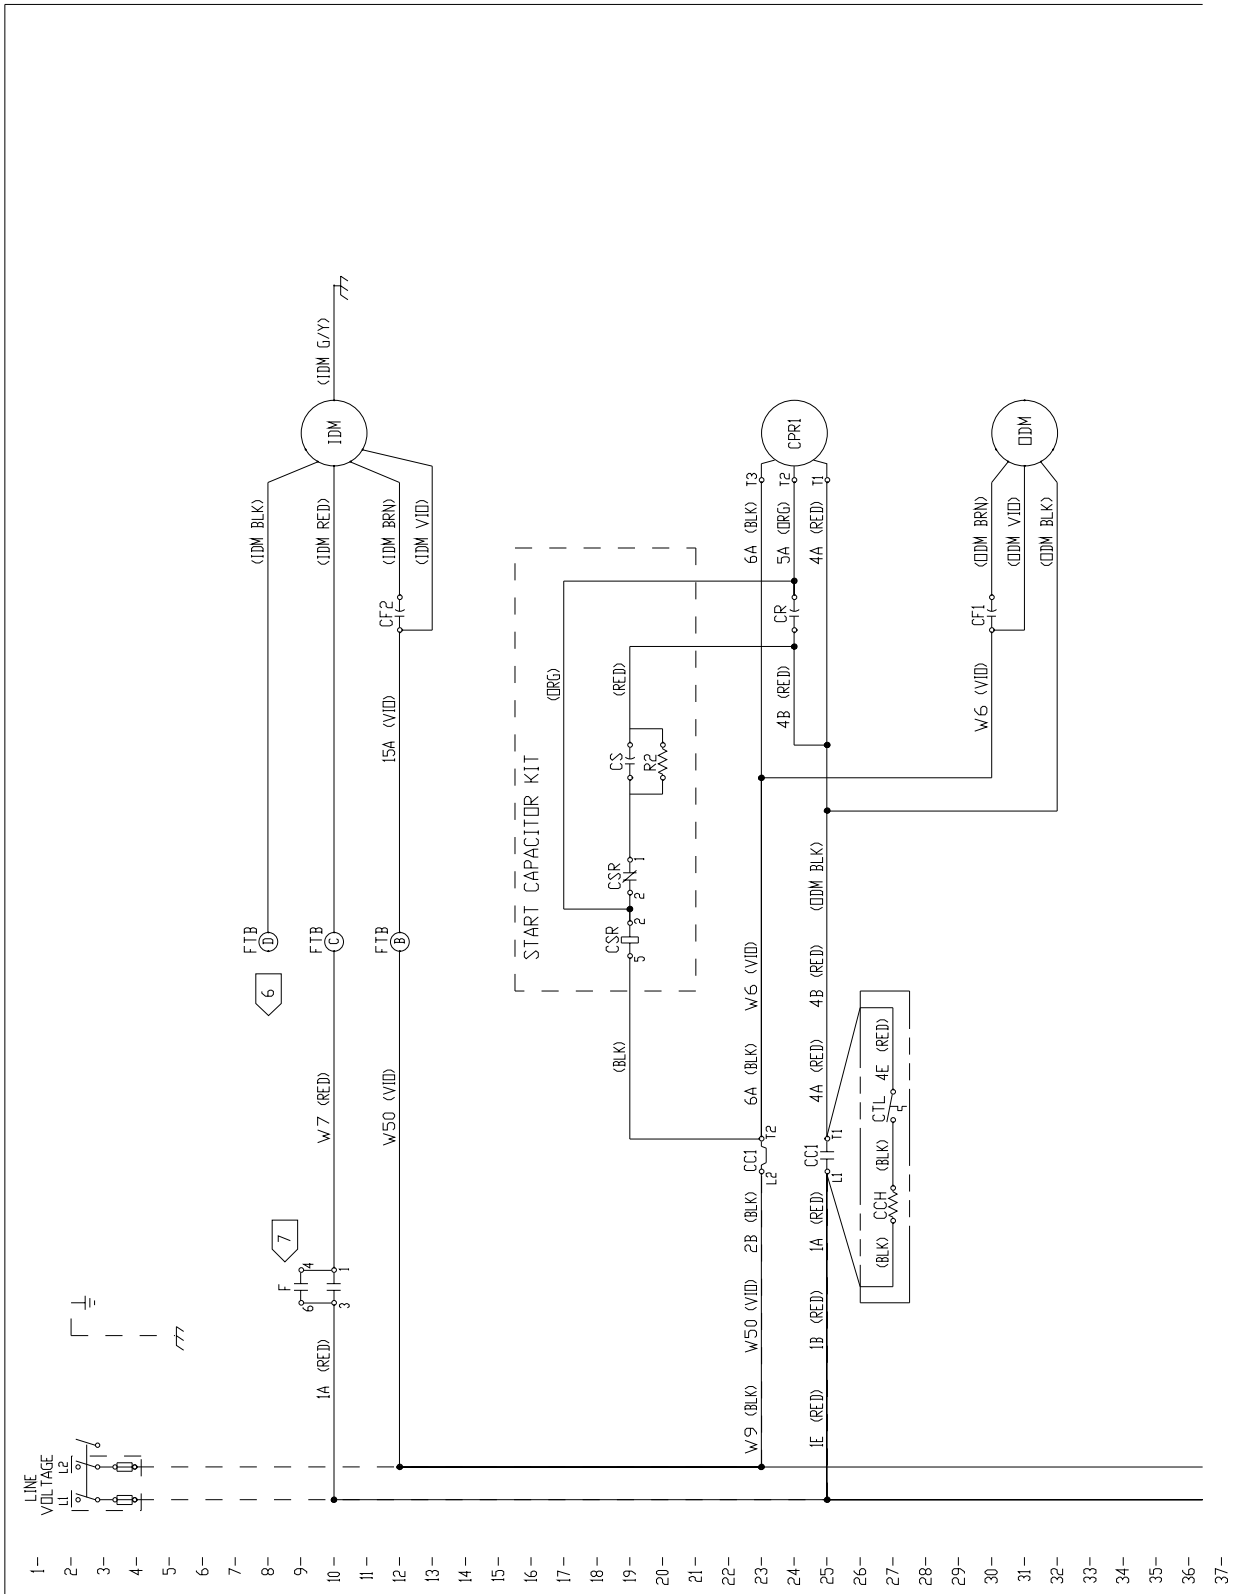 LINE
VOLTAGE
L1
L2
1-
2-
3-
4-
5-
6-
7-
8-
9-
10-
11-
12-
13-
14-
15-
16-
17-
18-
19-
20-
21-
22-
23-
24-
25-
26-
27-
28-
29-
30-
31-
32-
33-
34-
35-
36-
37-
6
FTB
D
(IDM BLK)
7
F
6
4
3
1
1A (RED)
W7 (RED)
FTB
C
(IDM RED)
IDM
(IDM G/Y)
W50 (VIO)
FTB
B
15A (VIO)
CF2
(IDM BRN)
(IDM VIO)
START CAPACITOR KIT
(ORG)
(BLK)
CSR
5
2
CSR
2
1
CS
R2
(RED)
W9 (BLK)
W50 (VIO)
2B (BLK)
CC1
L2
T2
6A (BLK)
W6 (VIO)
6A (BLK)
T3
4B (RED)
CR
5A (ORG)
T2
CPR1
1E (RED)
1B (RED)
1A (RED)
CC1
L1
T1
4A (RED)
4B (RED)
(ODM BLK)
4A (RED)
T1
(BLK)
CCH
(BLK)
CTL
4E (RED)
W6 (VIO)
CF1
(ODM BRN)
(ODM VIO)
(ODM BLK)
ODM